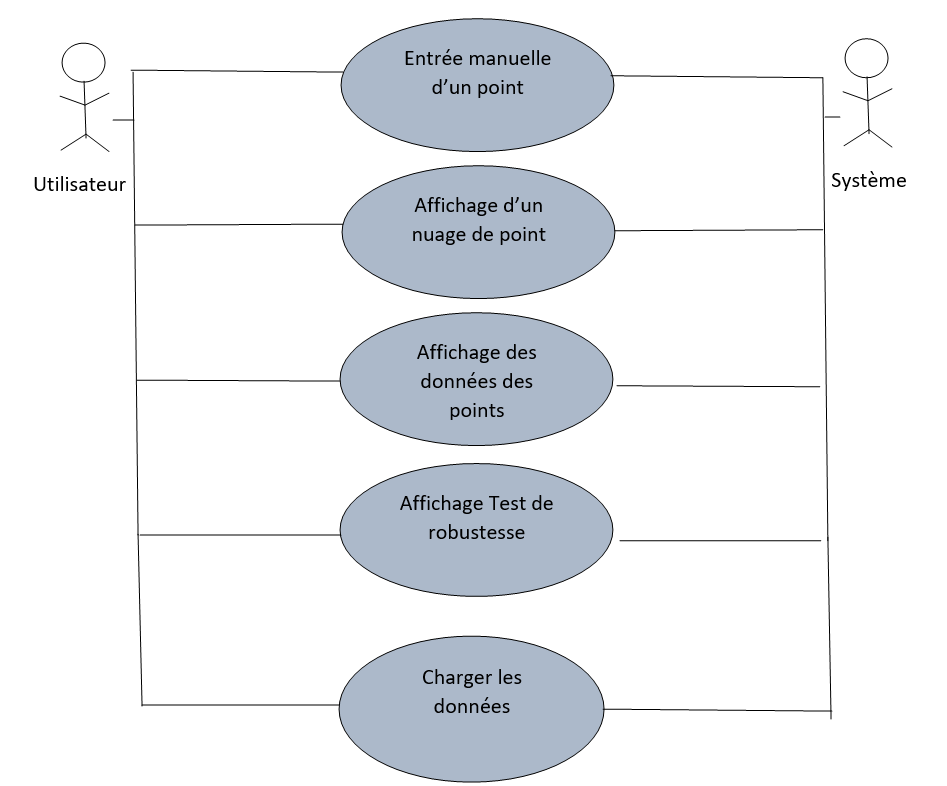 Entrée manuelle
d’un point
Utilisateur
Système
Affichage d’un
nuage de point
Affichage des
données des
points
Affichage Test de
robustesse
Charger les
données